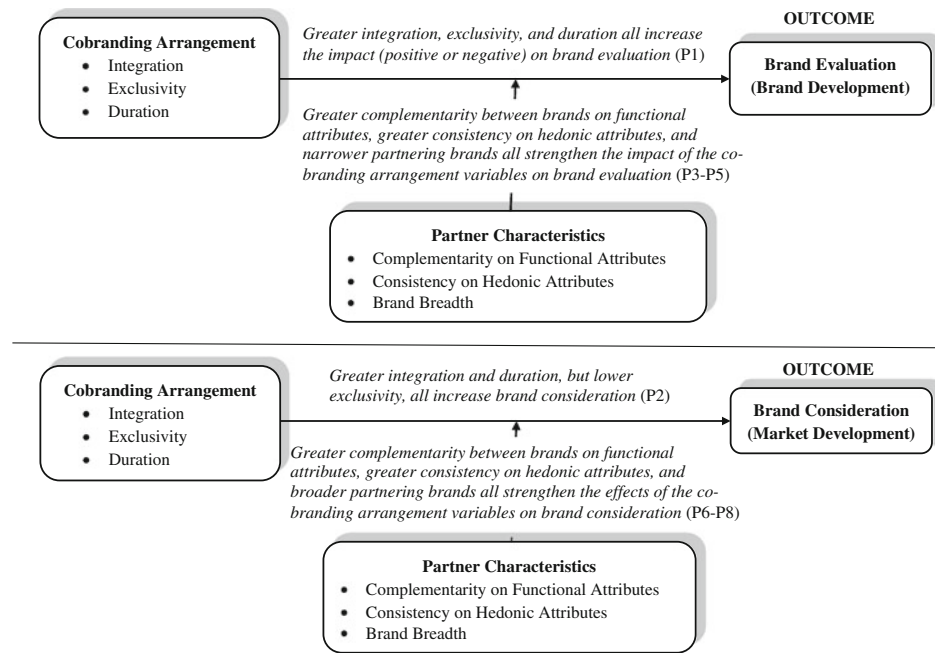 OUTCOME
Cobranding Arrangement
• Integration
• Exclusivity
• Duration
Greater integration, exclusivity, and duration all increase
the impact (positive or negative) on brand evaluation (P1)
Brand Evaluation
(Brand Development)
Greater complementarity between brands on functional
attributes, greater consistency on hedonic attributes, and
narrower partnering brands all strengthen the impact of the co-
branding arrangement variables on brand evaluation (P3-P5)
Partner Characteristics
• Complementarity on Functional Attributes
• Consistency on Hedonic Attributes
• Brand Breadth
OUTCOME
Cobranding Arrangement
• Integration
• Exclusivity
• Duration
Greater integration and duration, but lower
exclusivity, all increase brand consideration (P2)
Brand Consideration
(Market Development)
Greater complementarity between brands on functional
attributes, greater consistency on hedonic attributes, and
broader partnering brands all strengthen the effects of the co-
branding arrangement variables on brand consideration (P6-P8)
Partner Characteristics
• Complementarity on Functional Attributes
• Consistency on Hedonic Attributes
• Brand Breadth